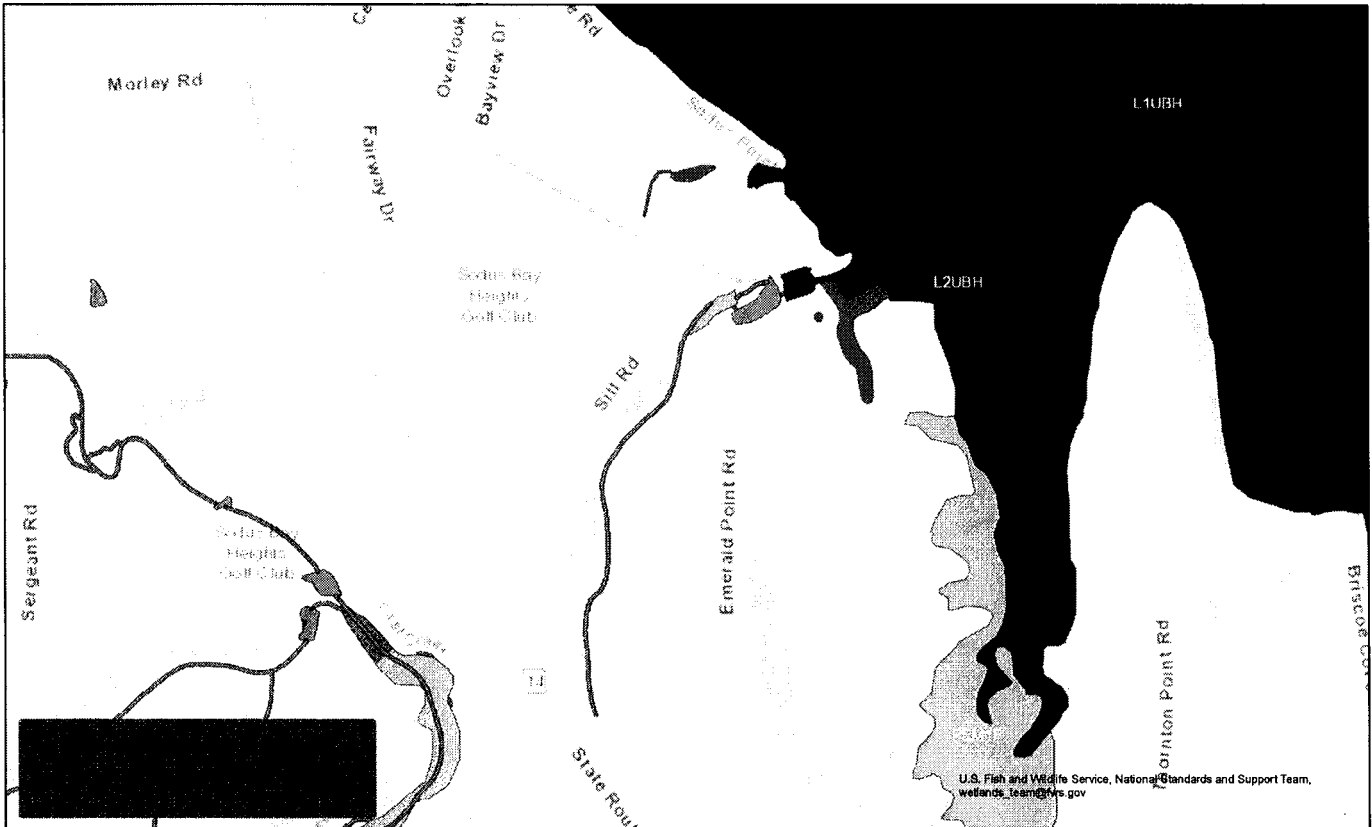 Morley Rd
Overlook
Bayview Dr
Fairway Dr
L1UBH
L2UBH
Sodus Bay
Heights
Golf Club
Sill Rd
Sergeant Rd
Sodus Bay
Heights
Golf Club
Emerald Point Rd
14
State Rou
Thornton Point Rd
Briscoe
U.S. Fish and Wildlife Service, National Standards and Support Team,
wetlands_team@fws.gov